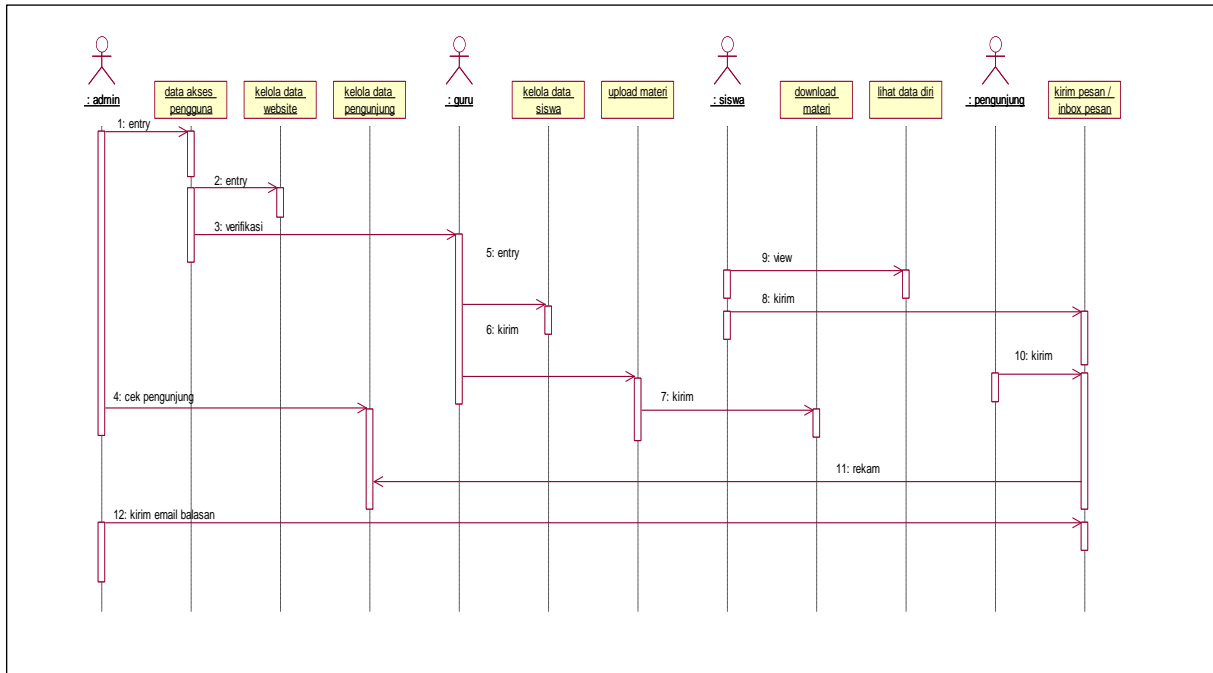 : admin
data akses
pengguna
kelola data
website
kelola data
pengunjung
: guru
kelola data
siswa
upload materi
: siswa
download
materi
lihat data diri
: pengunjung
kirim pesan /
inbox pesan
1: entry
2: entry
3: verifikasi
5: entry
9: view
8: kirim
6: kirim
10: kirim
4: cek pengunjung
7: kirim
11: rekam
12: kirim email balasan